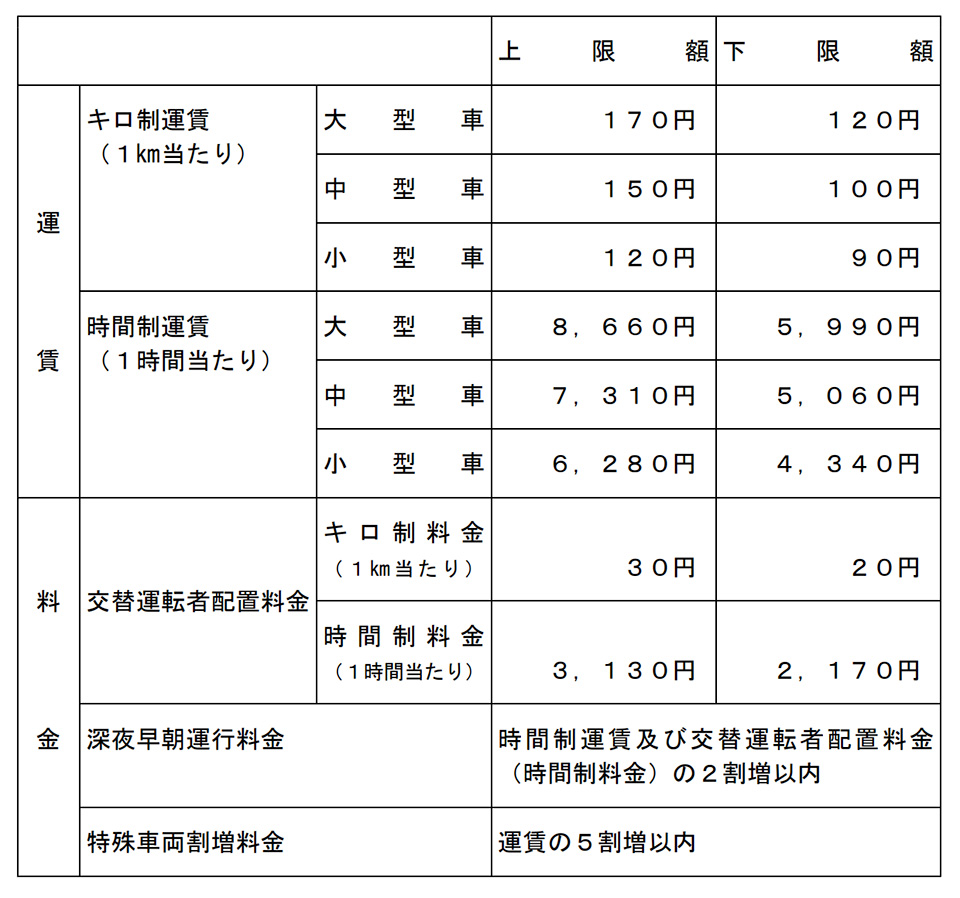 上限額 下限額
運賃
キロ制運賃
（１㎞当たり）
大型車 １７０円 １２０円
中型車 １５０円 １００円
小型車 １２０円 ９０円
時間制運賃
（１時間当たり）
大型車 ８，６６０円 ５，９９０円
中型車 ７，３１０円 ５，０６０円
小型車 ６，２８０円 ４，３４０円
料金
交替運転者配置料金
キロ制料金
（１㎞当たり） ３０円 ２０円
時間制料金
（１時間当たり） ３，１３０円 ２，１７０円
深夜早朝運行料金
時間制運賃及び交替運転者配置料金
（時間制料金）の２割増以内
特殊車両割増料金 運賃の５割増以内